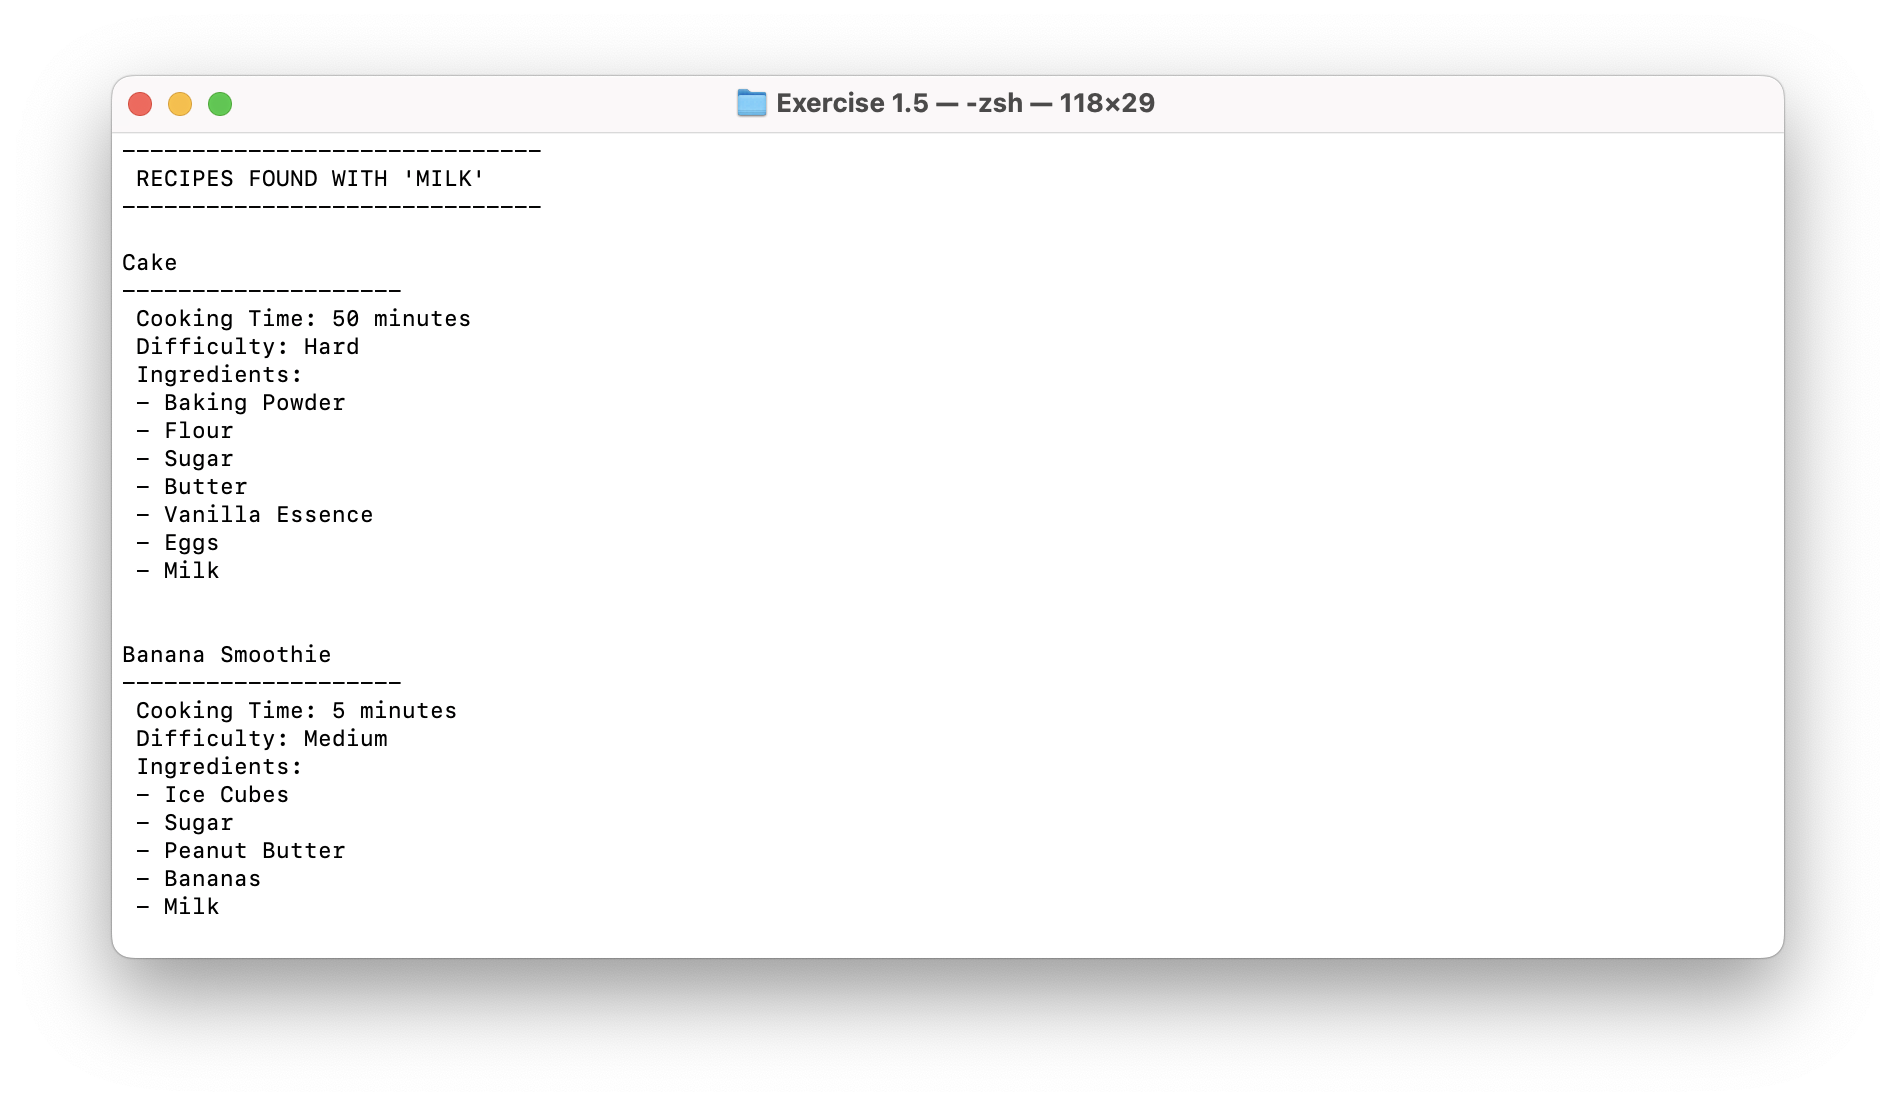 Exercise 1.5 — -zsh — 118×29
------------------------------
 RECIPES FOUND WITH 'MILK'
------------------------------
Cake
--------------------
 Cooking Time: 50 minutes
 Difficulty: Hard
 Ingredients:
 - Baking Powder
 - Flour
 - Sugar
 - Butter
 - Vanilla Essence
 - Eggs
 - Milk
Banana Smoothie
--------------------
 Cooking Time: 5 minutes
 Difficulty: Medium
 Ingredients:
 - Ice Cubes
 - Sugar
 - Peanut Butter
 - Bananas
 - Milk